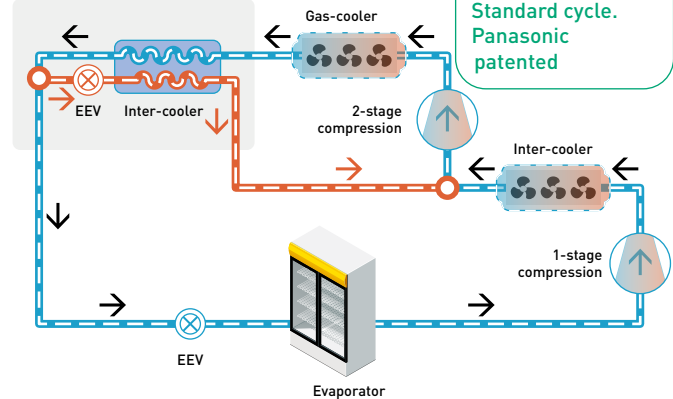 Standard cycle.
Panasonic
patented
Gas-cooler
EEV
Inter-cooler
2-stage
compression
Inter-cooler
1-stage
compression
EEV
Evaporator